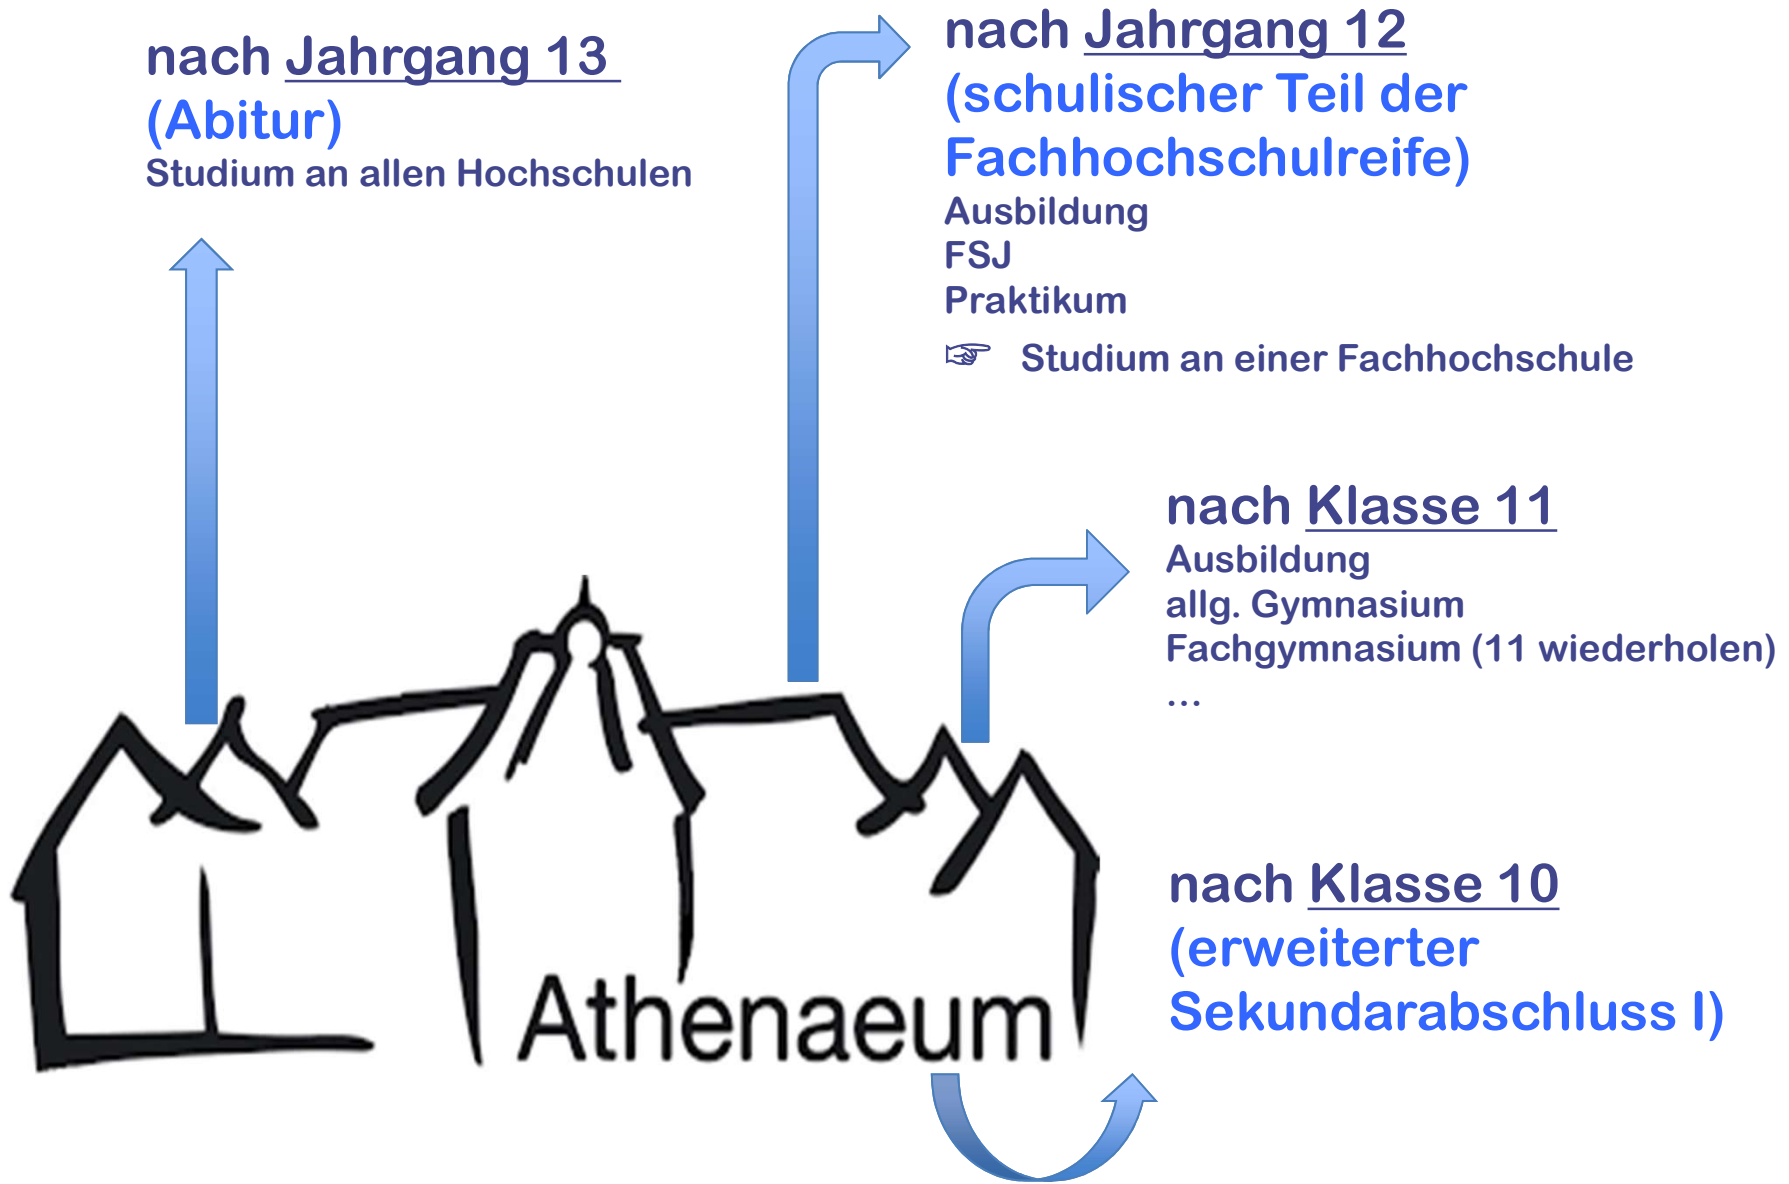 nach Jahrgang 13
(Abitur)
Studium an allen Hochschulen
nach Jahrgang 12
(schulischer Teil der
Fachhochschulreife)
Ausbildung
FSJ
Praktikum
☞ Studium an einer Fachhochschule
nach Klasse 11
Ausbildung
allg. Gymnasium
Fachgymnasium (11 wiederholen)
...
nach Klasse 10
(erweiterter
Sekundarabschluss I)
Athenaeum